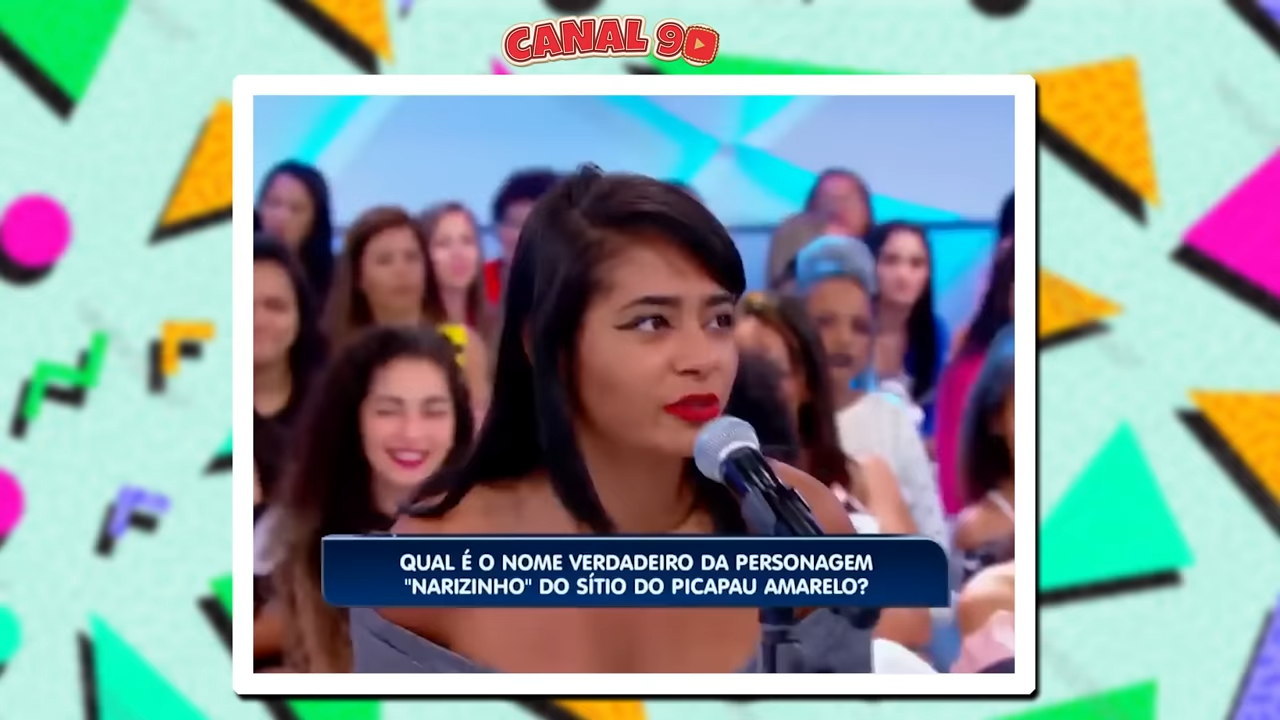 CANAL 90
QUAL É O NOME VERDADEIRO DA PERSONAGEM
"NARIZINHO" DO SÍTIO DO PICAPAU AMARELO?